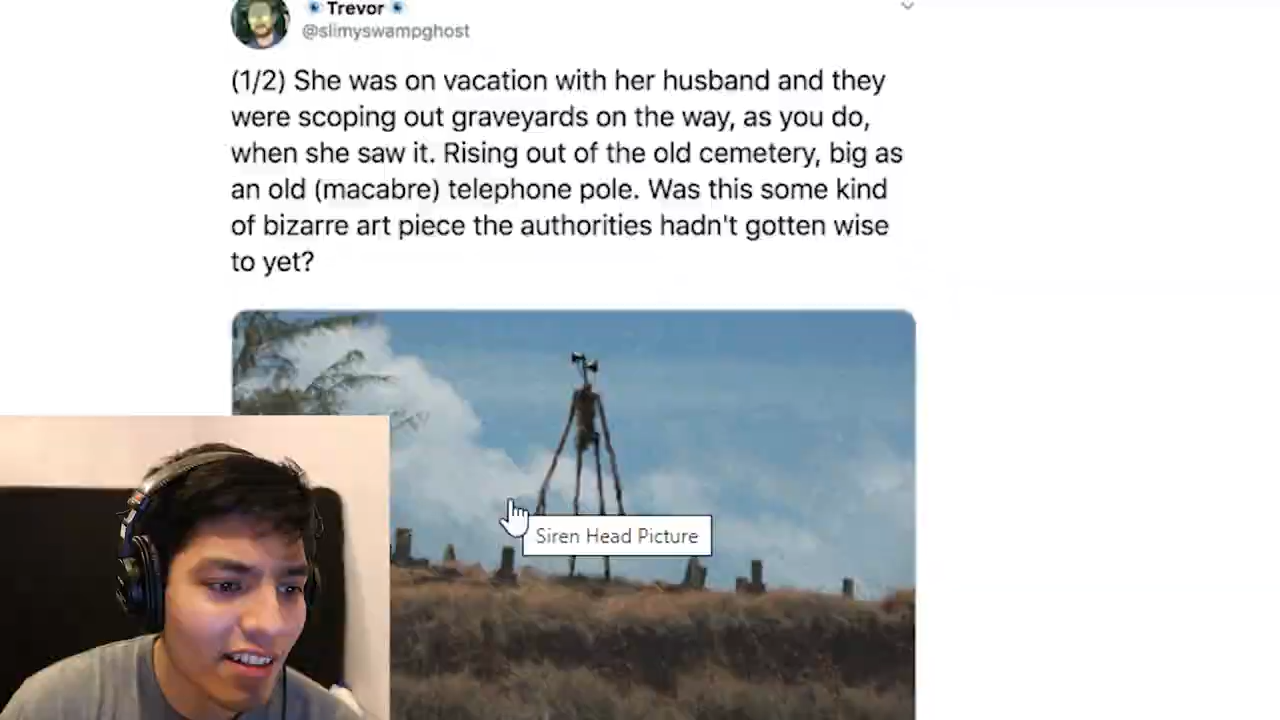 Trevor
@slimyswampghost
(1/2) She was on vacation with her husband and they
were scoping out graveyards on the way, as you do,
when she saw it. Rising out of the old cemetery, big as
an old (macabre) telephone pole. Was this some kind
of bizarre art piece the authorities hadn't gotten wise
to yet?
Siren Head Picture